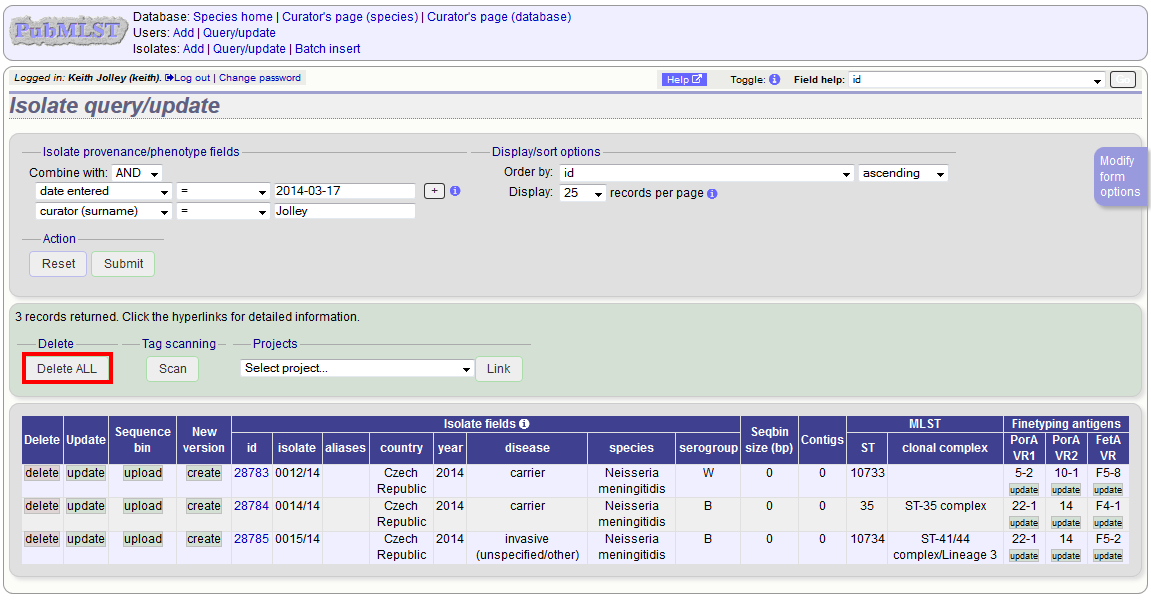 PubMLST
Database: Species home | Curator's page (species) | Curator's page (database)
Users: Add | Query/update
Isolates: Add | Query/update | Batch insert
Logged in: Keith Jolley (keith). Log out | Change password
Help Toggle: i Field help: id Go
Isolate query/update
Isolate provenance/phenotype fields
Combine with: AND
date entered = 2014-03-17 + i
curator (surname) = Jolley
Display/sort options
Order by: id ascending
Display: 25 records per page i
Modify
form
options
Action
Reset Submit
3 records returned. Click the hyperlinks for detailed information.
Delete Tag scanning Projects
Delete ALL Scan Select project... Link
Delete Update Sequence bin New version Isolate fields i Seqbin size (bp) Contigs MLST Finetyping antigens
id isolate aliases country year disease species serogroup ST clonal complex PorA VR1 PorA VR2 FetA VR
delete update upload create 28783 0012/14 Czech Republic 2014 carrier Neisseria meningitidis W 0 0 10733 5-2 update 10-1 update F5-8 update
delete update upload create 28784 0014/14 Czech Republic 2014 carrier Neisseria meningitidis B 0 0 35 ST-35 complex 22-1 update 14 update F4-1 update
delete update upload create 28785 0015/14 Czech Republic 2014 invasive (unspecified/other) Neisseria meningitidis B 0 0 10734 ST-41/44 complex/Lineage 3 22-1 update 14 update F5-2 update